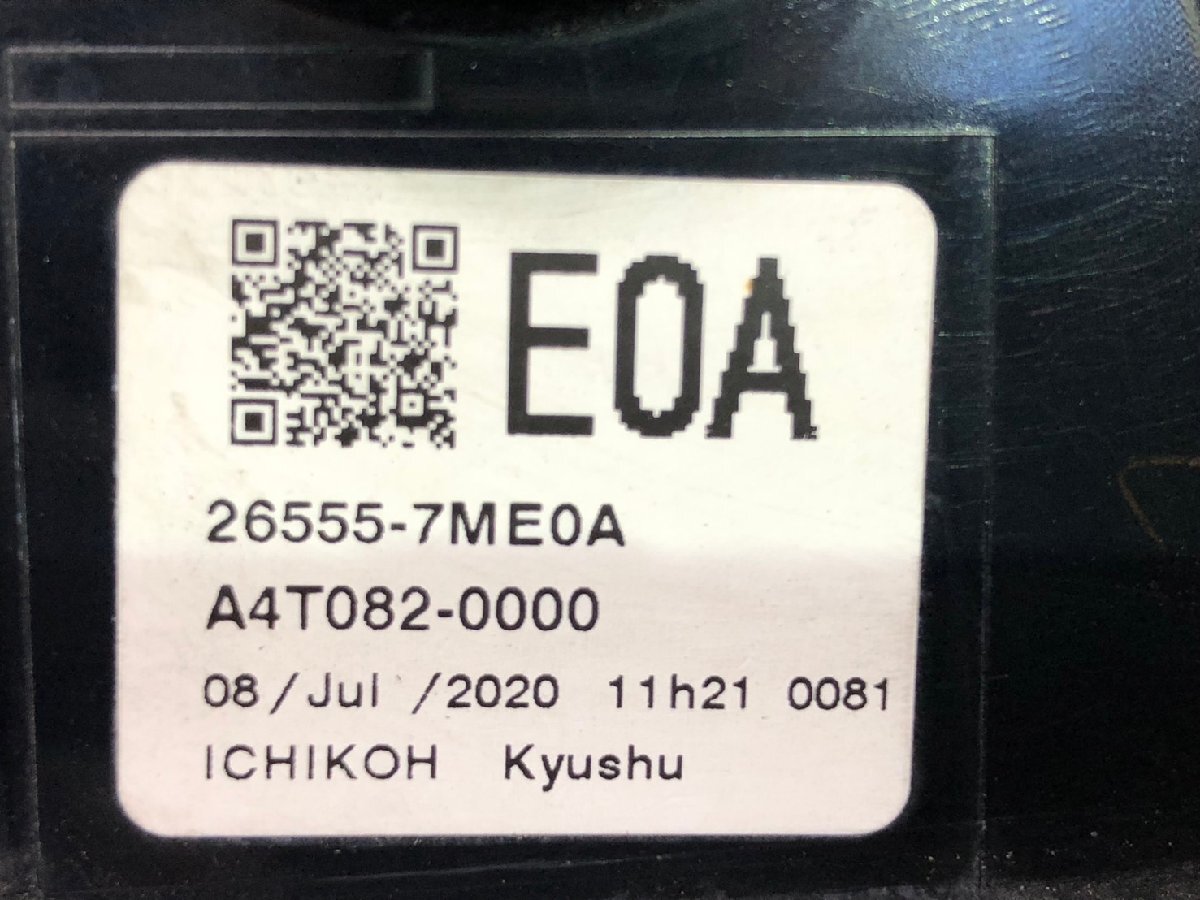 E0A
26555-7ME0A
A4T082-0000
08/Jul /2020 11h21 0081
ICHIKOH Kyushu